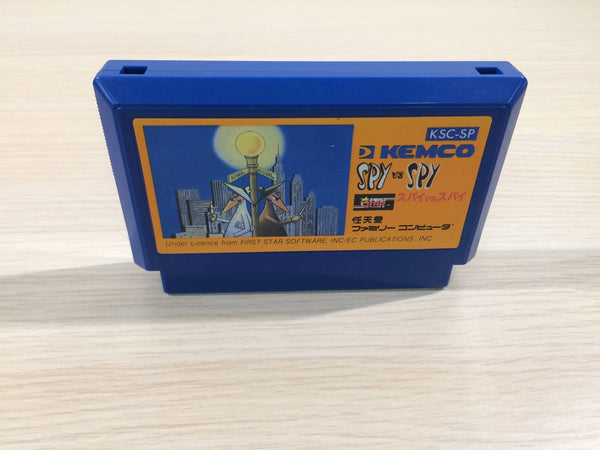 KSC-SP
KEMCO
SPY vs SPY
FIRST STAR
スパイvsスパイ
任天堂
ファミリー コンピュータ
Under Licence from FIRST STAR SOFTWARE, INC/EC PUBLICATIONS, INC